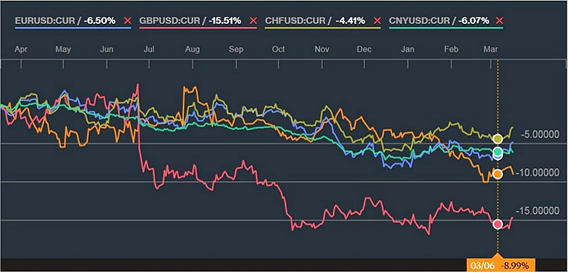 EURUSD:CUR / -6.50% × GBPUSD:CUR / -15.51% × CHFUSD:CUR / -4.41% × CNYUSD:CUR / -6.07% ×
Apr May Jun Jul Aug Sep Oct Nov Dec Jan Feb Mar
-5.00000
-10.00000
-15.00000
03/06 -8.99%